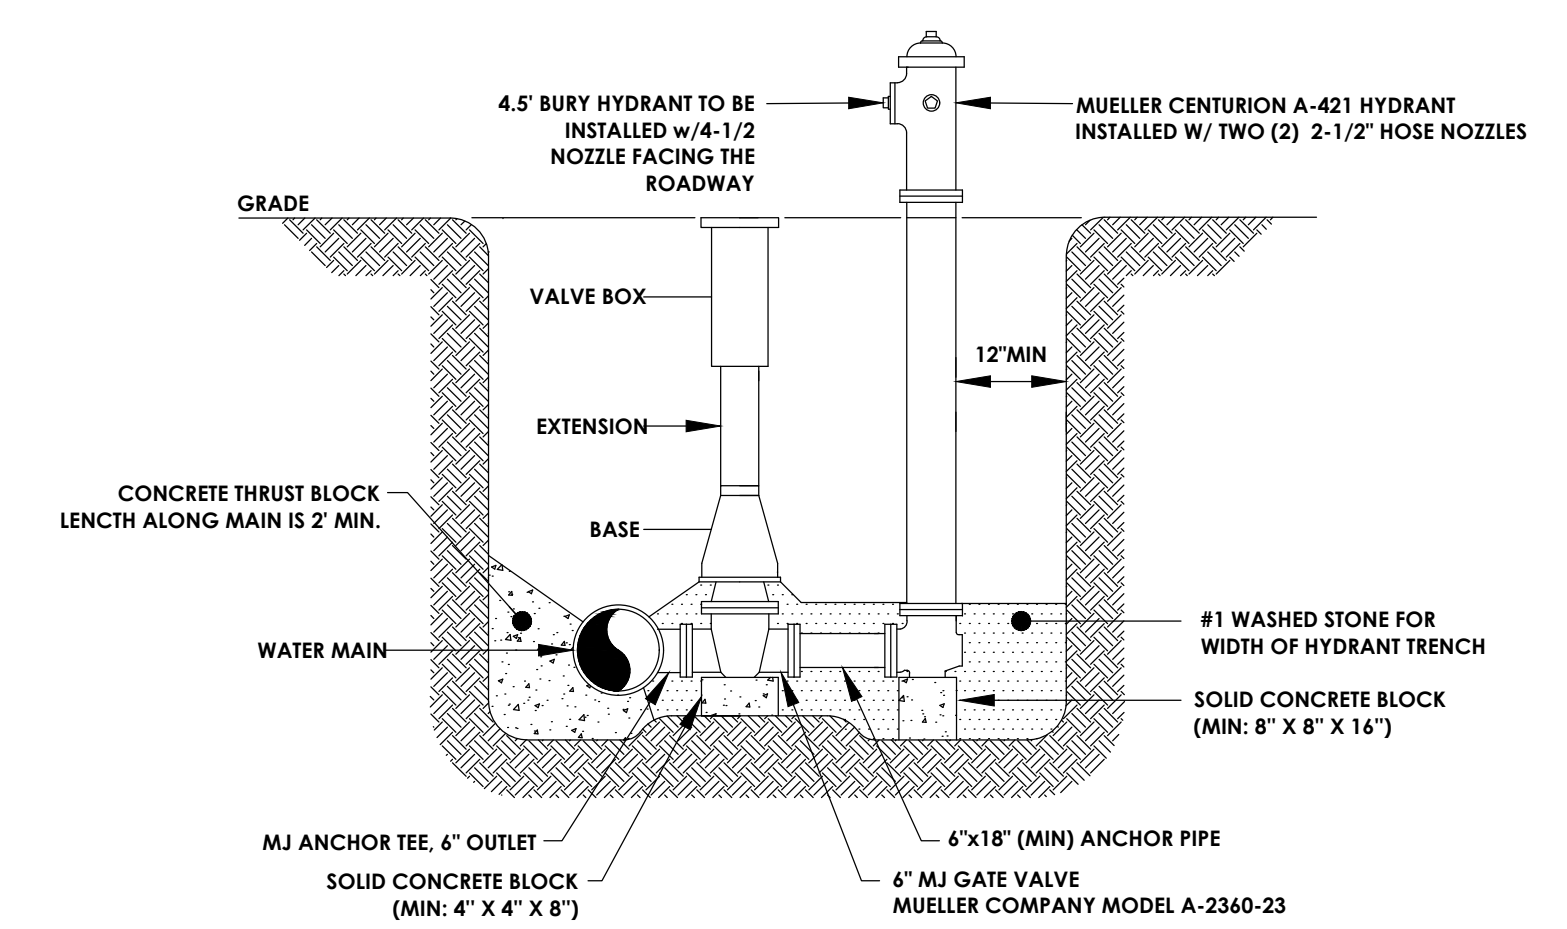 4.5' BURY HYDRANT TO BE
INSTALLED w/4-1/2
NOZZLE FACING THE
ROADWAY
MUELLER CENTURION A-421 HYDRANT
INSTALLED W/ TWO (2) 2-1/2" HOSE NOZZLES
GRADE
VALVE BOX
12"MIN
EXTENSION
CONCRETE THRUST BLOCK
LENCTH ALONG MAIN IS 2' MIN.
BASE
WATER MAIN
#1 WASHED STONE FOR
WIDTH OF HYDRANT TRENCH
SOLID CONCRETE BLOCK
(MIN: 8" X 8" X 16")
MJ ANCHOR TEE, 6" OUTLET
SOLID CONCRETE BLOCK
(MIN: 4" X 4" X 8")
6"x18" (MIN) ANCHOR PIPE
6" MJ GATE VALVE
MUELLER COMPANY MODEL A-2360-23